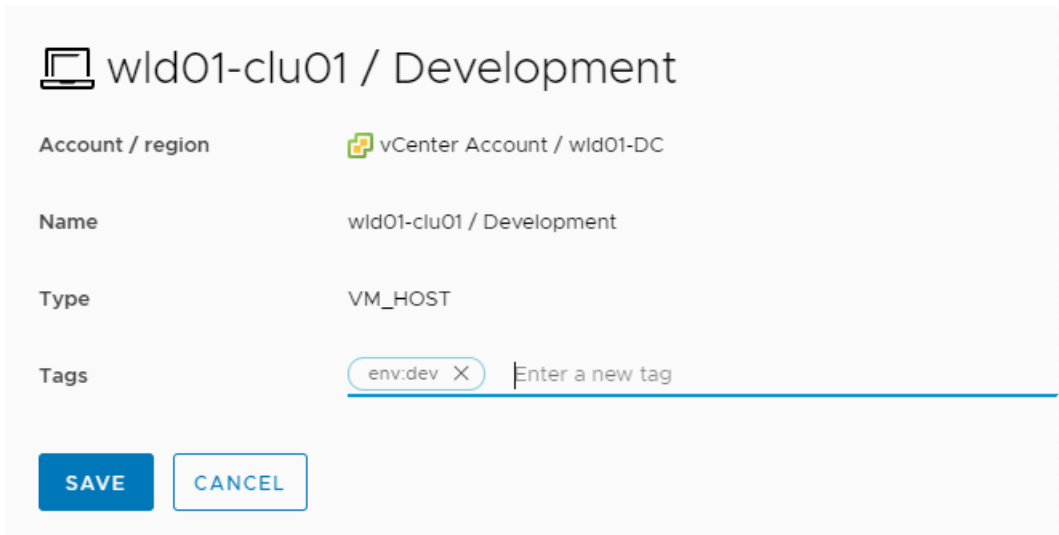 wld01-clu01 / Development
Account / region vCenter Account / wld01-DC
Name wld01-clu01 / Development
Type VM_HOST
Tags env:dev Enter a new tag
SAVE CANCEL